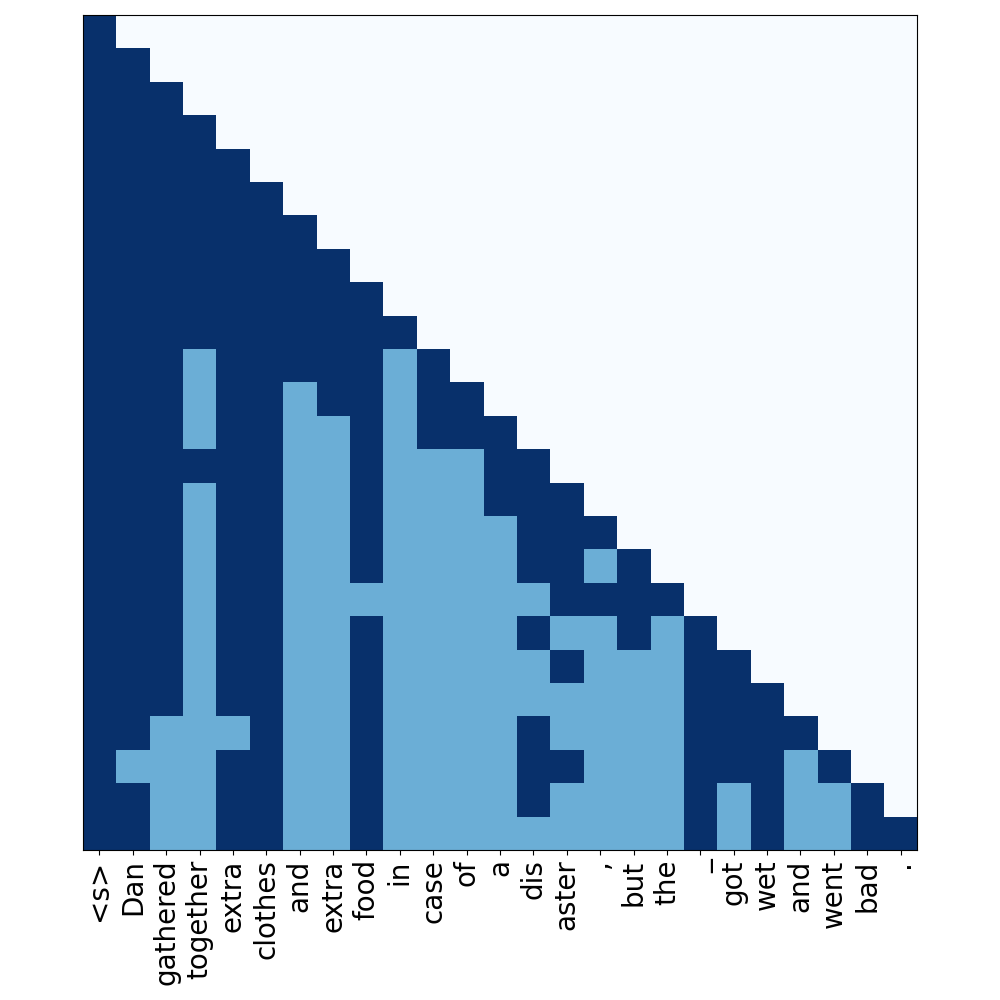 <s> Dan gathered together extra clothes and extra food in case of a dis aster , but the _ got wet and went bad .